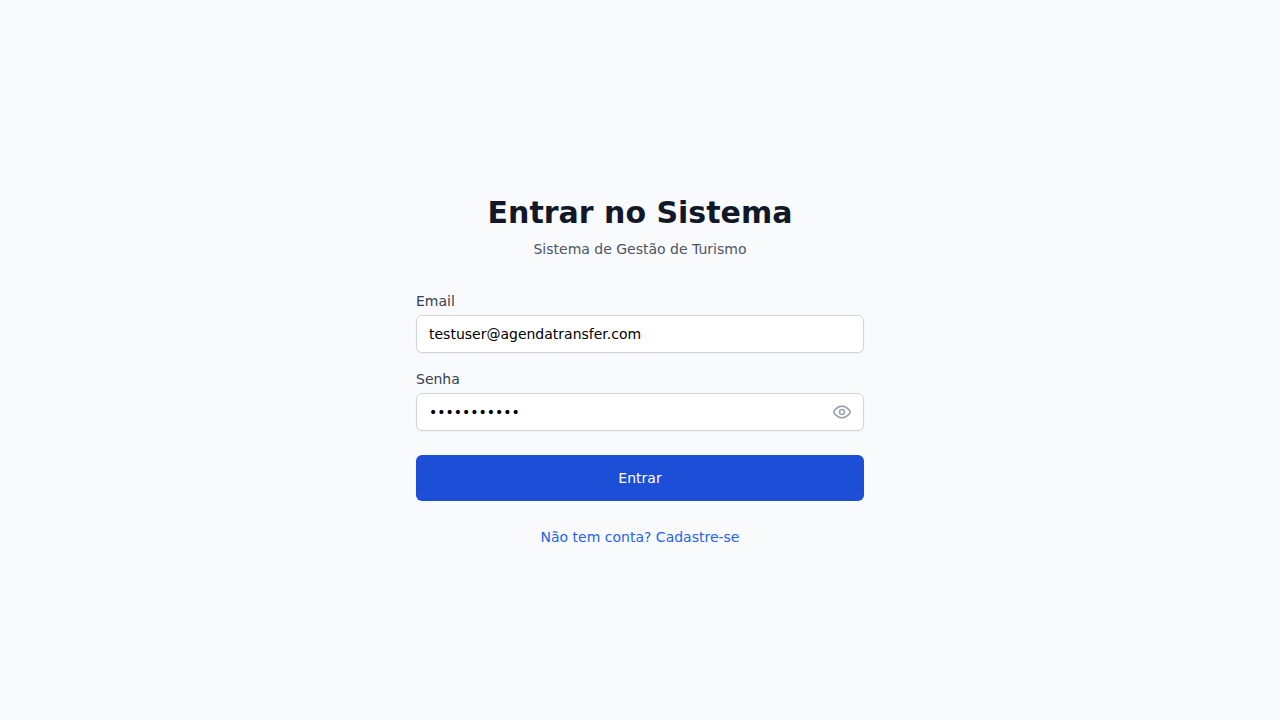 Entrar no Sistema
Sistema de Gestão de Turismo
Email
testuser@agendatransfer.com
Senha
•••••••••••
Entrar
Não tem conta? Cadastre-se